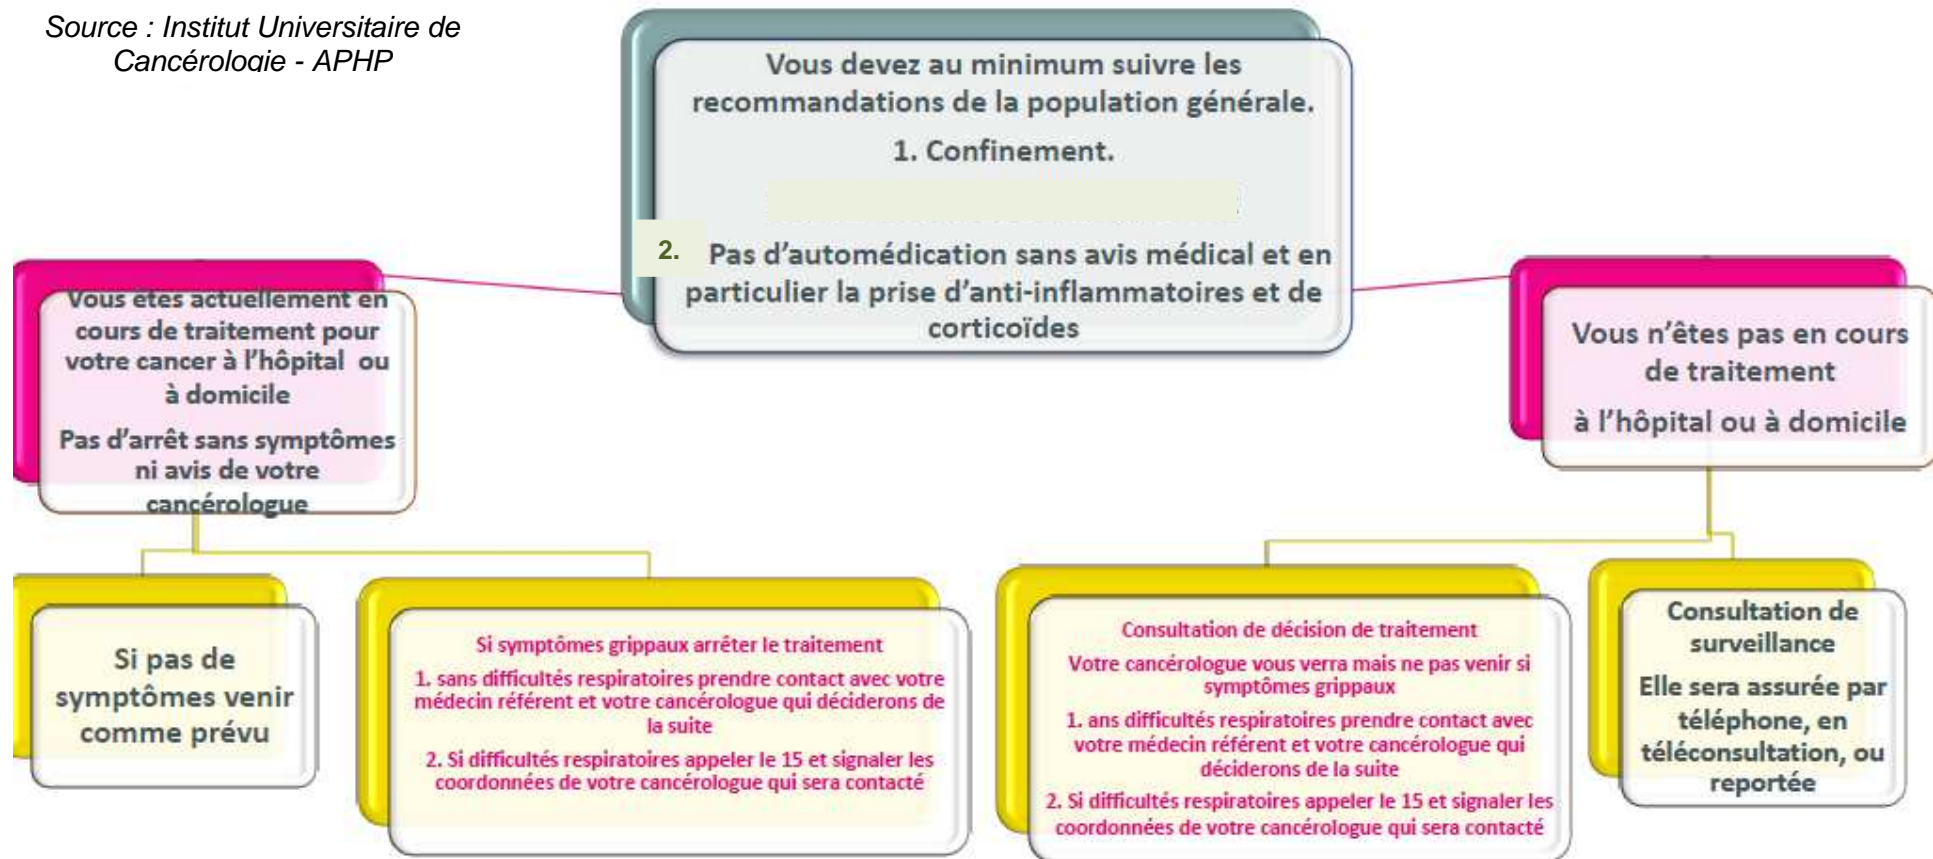 Source : Institut Universitaire de
Cancérologie - APHP
Vous devez au minimum suivre les
recommandations de la population générale.
1. Confinement.
2. Pas d'automédication sans avis médical et en
particulier la prise d'anti-inflammatoires et de
corticoïdes
Vous êtes actuellement en
cours de traitement pour
votre cancer à l'hôpital ou
à domicile
Pas d'arrêt sans symptômes
ni avis de votre
cancérologue
Vous n'êtes pas en cours
de traitement
à l'hôpital ou à domicile
Si pas de
symptômes venir
comme prévu
Si symptômes grippaux arrêter le traitement
1. sans difficultés respiratoires prendre contact avec votre
médecin référent et votre cancérologue qui déciderons de
la suite
2. Si difficultés respiratoires appeler le 15 et signaler les
coordonnées de votre cancérologue qui sera contacté
Consultation de décision de traitement
Votre cancérologue vous verra mais ne pas venir si
symptômes grippaux
1. ans difficultés respiratoires prendre contact avec
votre médecin référent et votre cancérologue qui
déciderons de la suite
2. Si difficultés respiratoires appeler le 15 et signaler les
coordonnées de votre cancérologue qui sera contacté
Consultation de
surveillance
Elle sera assurée par
téléphone, en
téléconsultation, ou
reportée